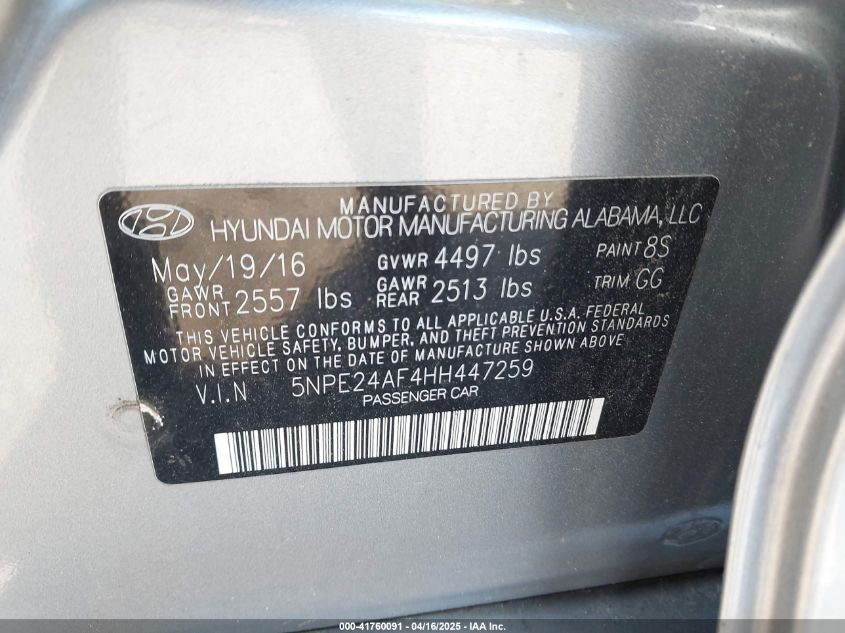 MANUFACTURED BY
HYUNDAI MOTOR MANUFACTURING ALABAMA, LLC
May/19/16 GVWR 4497 lbs PAINT 8S
GAWR FRONT 2557 lbs GAWR REAR 2513 lbs TRIM GG
THIS VEHICLE CONFORMS TO ALL APPLICABLE U.S.A. FEDERAL
MOTOR VEHICLE SAFETY, BUMPER, AND THEFT PREVENTION STANDARDS
IN EFFECT ON THE DATE OF MANUFACTURE SHOWN ABOVE
V.I.N 5NPE24AF4HH447259
PASSENGER CAR
000-41760091 - 04/16/2025 - IAA Inc.